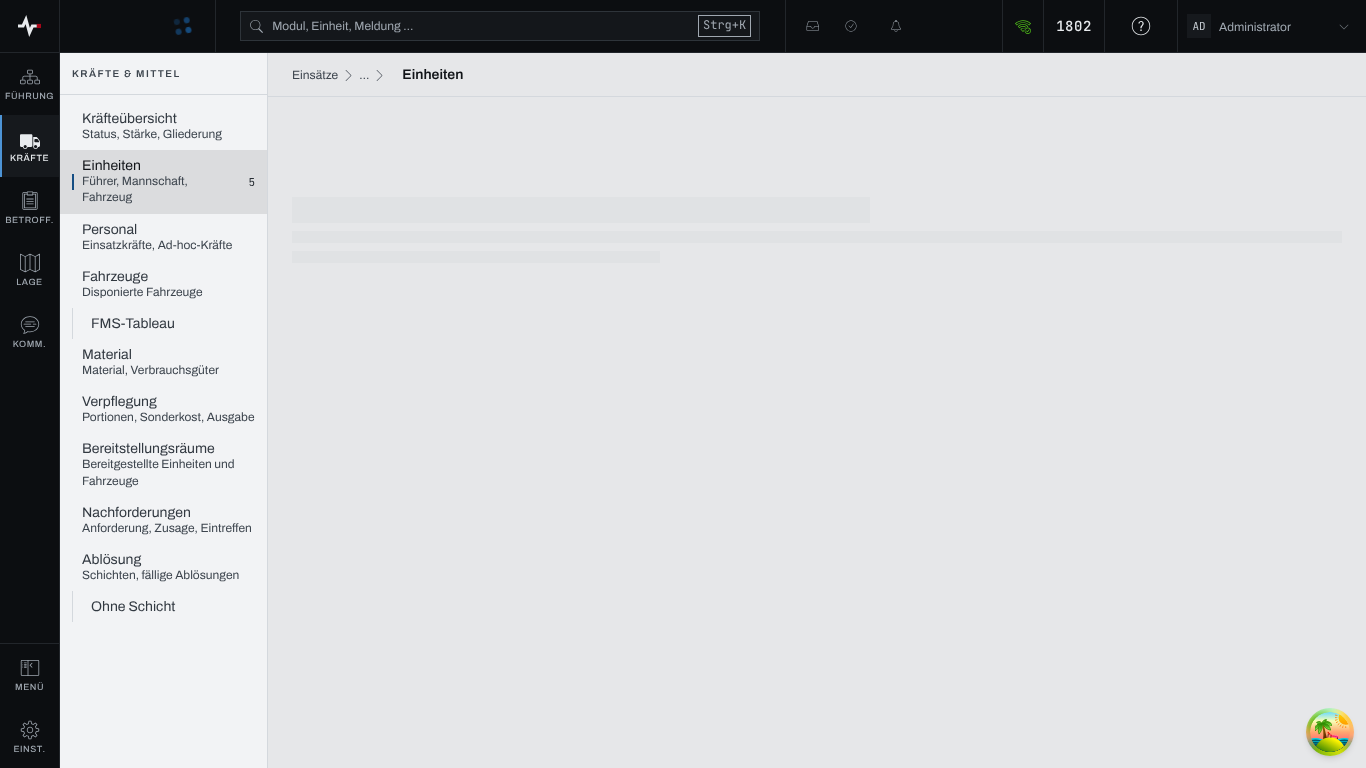 Modul, Einheit, Meldung ...
Strg+K
1802
AD
Administrator
FÜHRUNG
KRÄFTE
BETROFF.
LAGE
KOMM.
MENÜ
EINST.
KRÄFTE & MITTEL
Kräfteübersicht
Status, Stärke, Gliederung
Einheiten
Führer, Mannschaft,
Fahrzeug
5
Personal
Einsatzkräfte, Ad-hoc-Kräfte
Fahrzeuge
Disponierte Fahrzeuge
FMS-Tableau
Material
Material, Verbrauchsgüter
Verpflegung
Portionen, Sonderkost, Ausgabe
Bereitstellungsräume
Bereitgestellte Einheiten und
Fahrzeuge
Nachforderungen
Anforderung, Zusage, Eintreffen
Ablösung
Schichten, fällige Ablösungen
Ohne Schicht
Einsätze
...
Einheiten